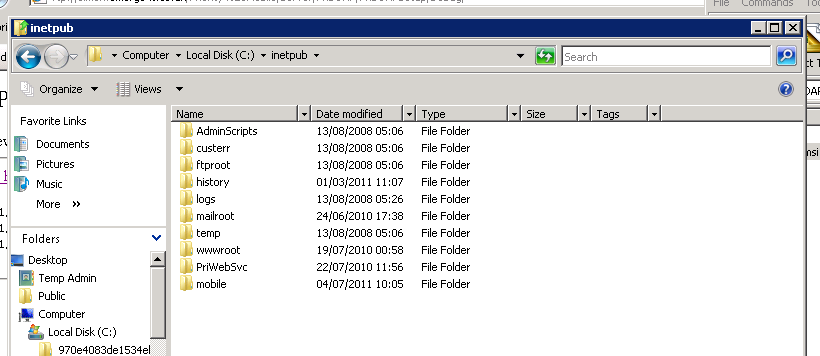 File Commands To
inetpub
Computer Local Disk (C:) inetpub
Search
Organize Views
Name Date modified Type Size Tags
Favorite Links
Documents
Pictures
Music
More »
AdminScripts 13/08/2008 05:06 File Folder
custerr 13/08/2008 05:06 File Folder
ftproot 13/08/2008 05:06 File Folder
history 01/03/2011 11:07 File Folder
logs 13/08/2008 05:26 File Folder
mailroot 24/06/2010 17:38 File Folder
temp 13/08/2008 05:06 File Folder
wwwroot 19/07/2010 00:58 File Folder
PriWebSvc 22/07/2010 11:56 File Folder
mobile 04/07/2011 10:05 File Folder
Folders
Desktop
Temp Admin
Public
Computer
Local Disk (C:)
970e4083de1534el
msi